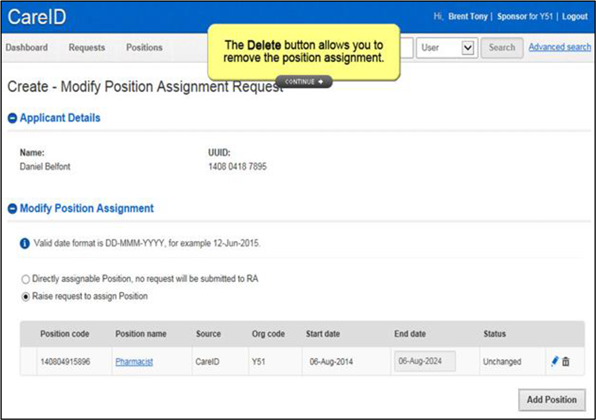 CareID
Hi, Brent Tony | Sponsor for Y51 | Logout
Dashboard Requests Positions
User Search Advanced search
The Delete button allows you to
remove the position assignment.
CONTINUE
Create - Modify Position Assignment Request
Applicant Details
Name: UUID:
Daniel Belfont 1408 0418 7895
Modify Position Assignment
Valid date format is DD-MMM-YYYY, for example 12-Jun-2015.
Directly assignable Position, no request will be submitted to RA
Raise request to assign Position
Position code Position name Source Org code Start date End date Status
140804915896 Pharmacist CareID Y51 06-Aug-2014 06-Aug-2024 Unchanged
Add Position